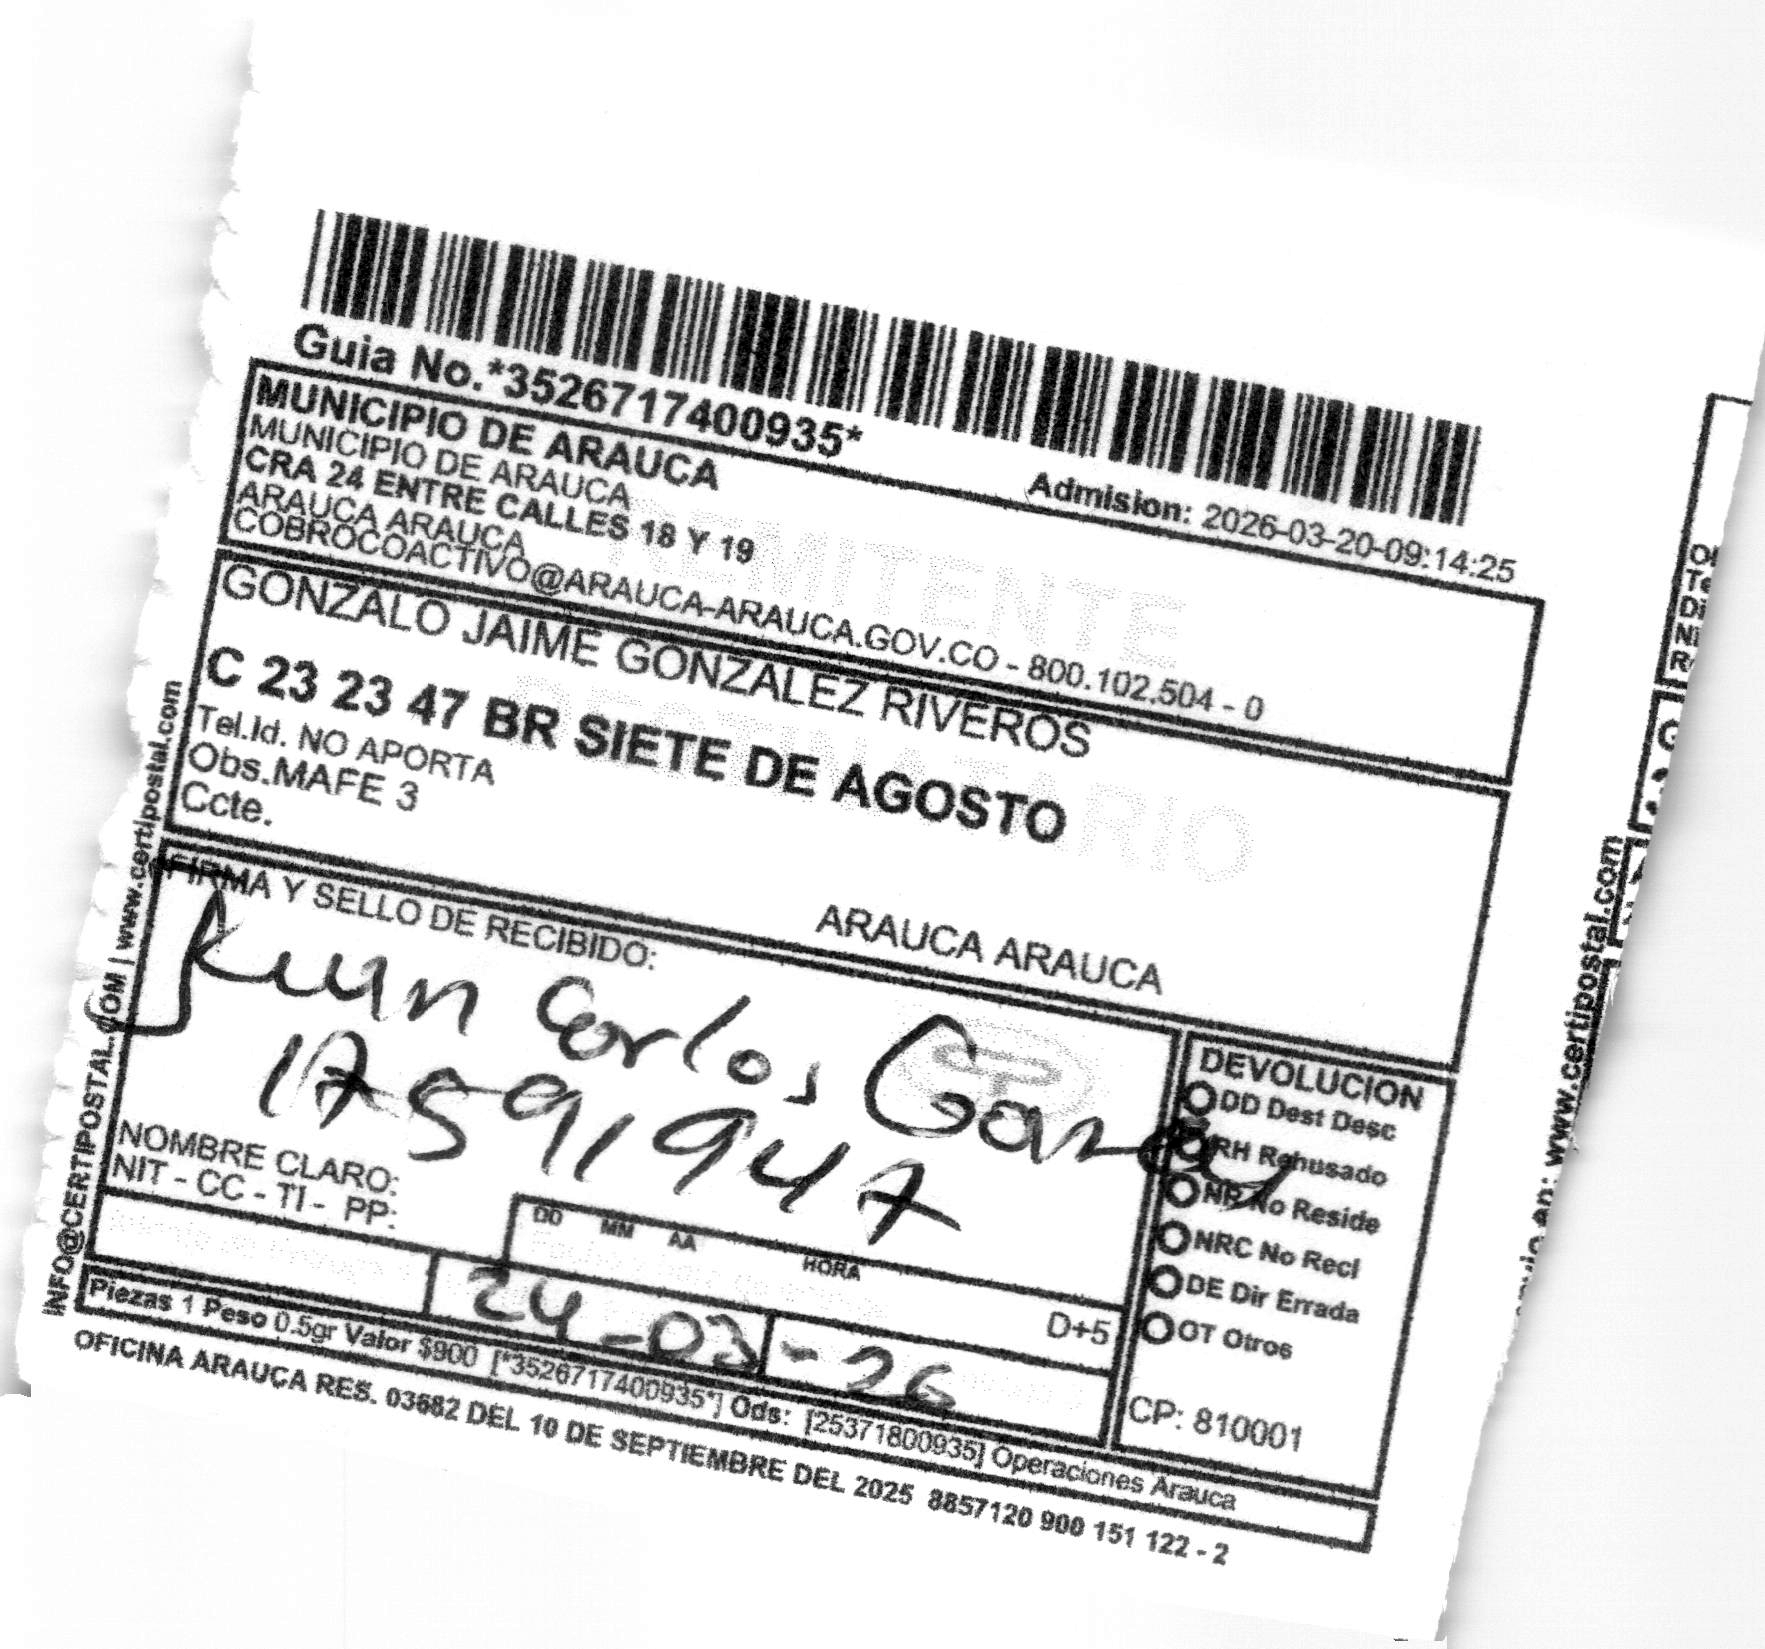 Guia No.*3526717400935*
Admision: 2026-03-20-09:14:25
MUNICIPIO DE ARAUCA
MUNICIPIO DE ARAUCA
CRA 24 ENTRE CALLES 18 Y 19
ARAUCA ARAUCA
COBROCOACTIVO@ARAUCA-ARAUCA.GOV.CO - 800.102.504 - 0
REMITENTE
GONZALO JAIME GONZALEZ RIVEROS
C 23 23 47 BR SIETE DE AGOSTO
Tel.Id. NO APORTA
Obs.MAFE 3
Ccte.
DESTINATARIO
ARAUCA ARAUCA
FIRMA Y SELLO DE RECIBIDO:
Juan Carlos
17591947
NOMBRE CLARO:
NIT - CC - TI - PP:
DD MM AA HORA
24-03-26
D+5
DEVOLUCION
DD Dest Desc
RH Rehusado
NR No Reside
NRC No Recl
DE Dir Errada
OT Otros
CP: 810001
Piezas 1 Peso 0.5gr Valor $900 [*3526717400935*] Ods: [25371800935] Operaciones Arauca
OFICINA ARAUCA RES. 03682 DEL 10 DE SEPTIEMBRE DEL 2025 8857120 900 151 122 - 2
INFO@CERTIPOSTAL.COM | www.certipostal.com
www.certipostal.com